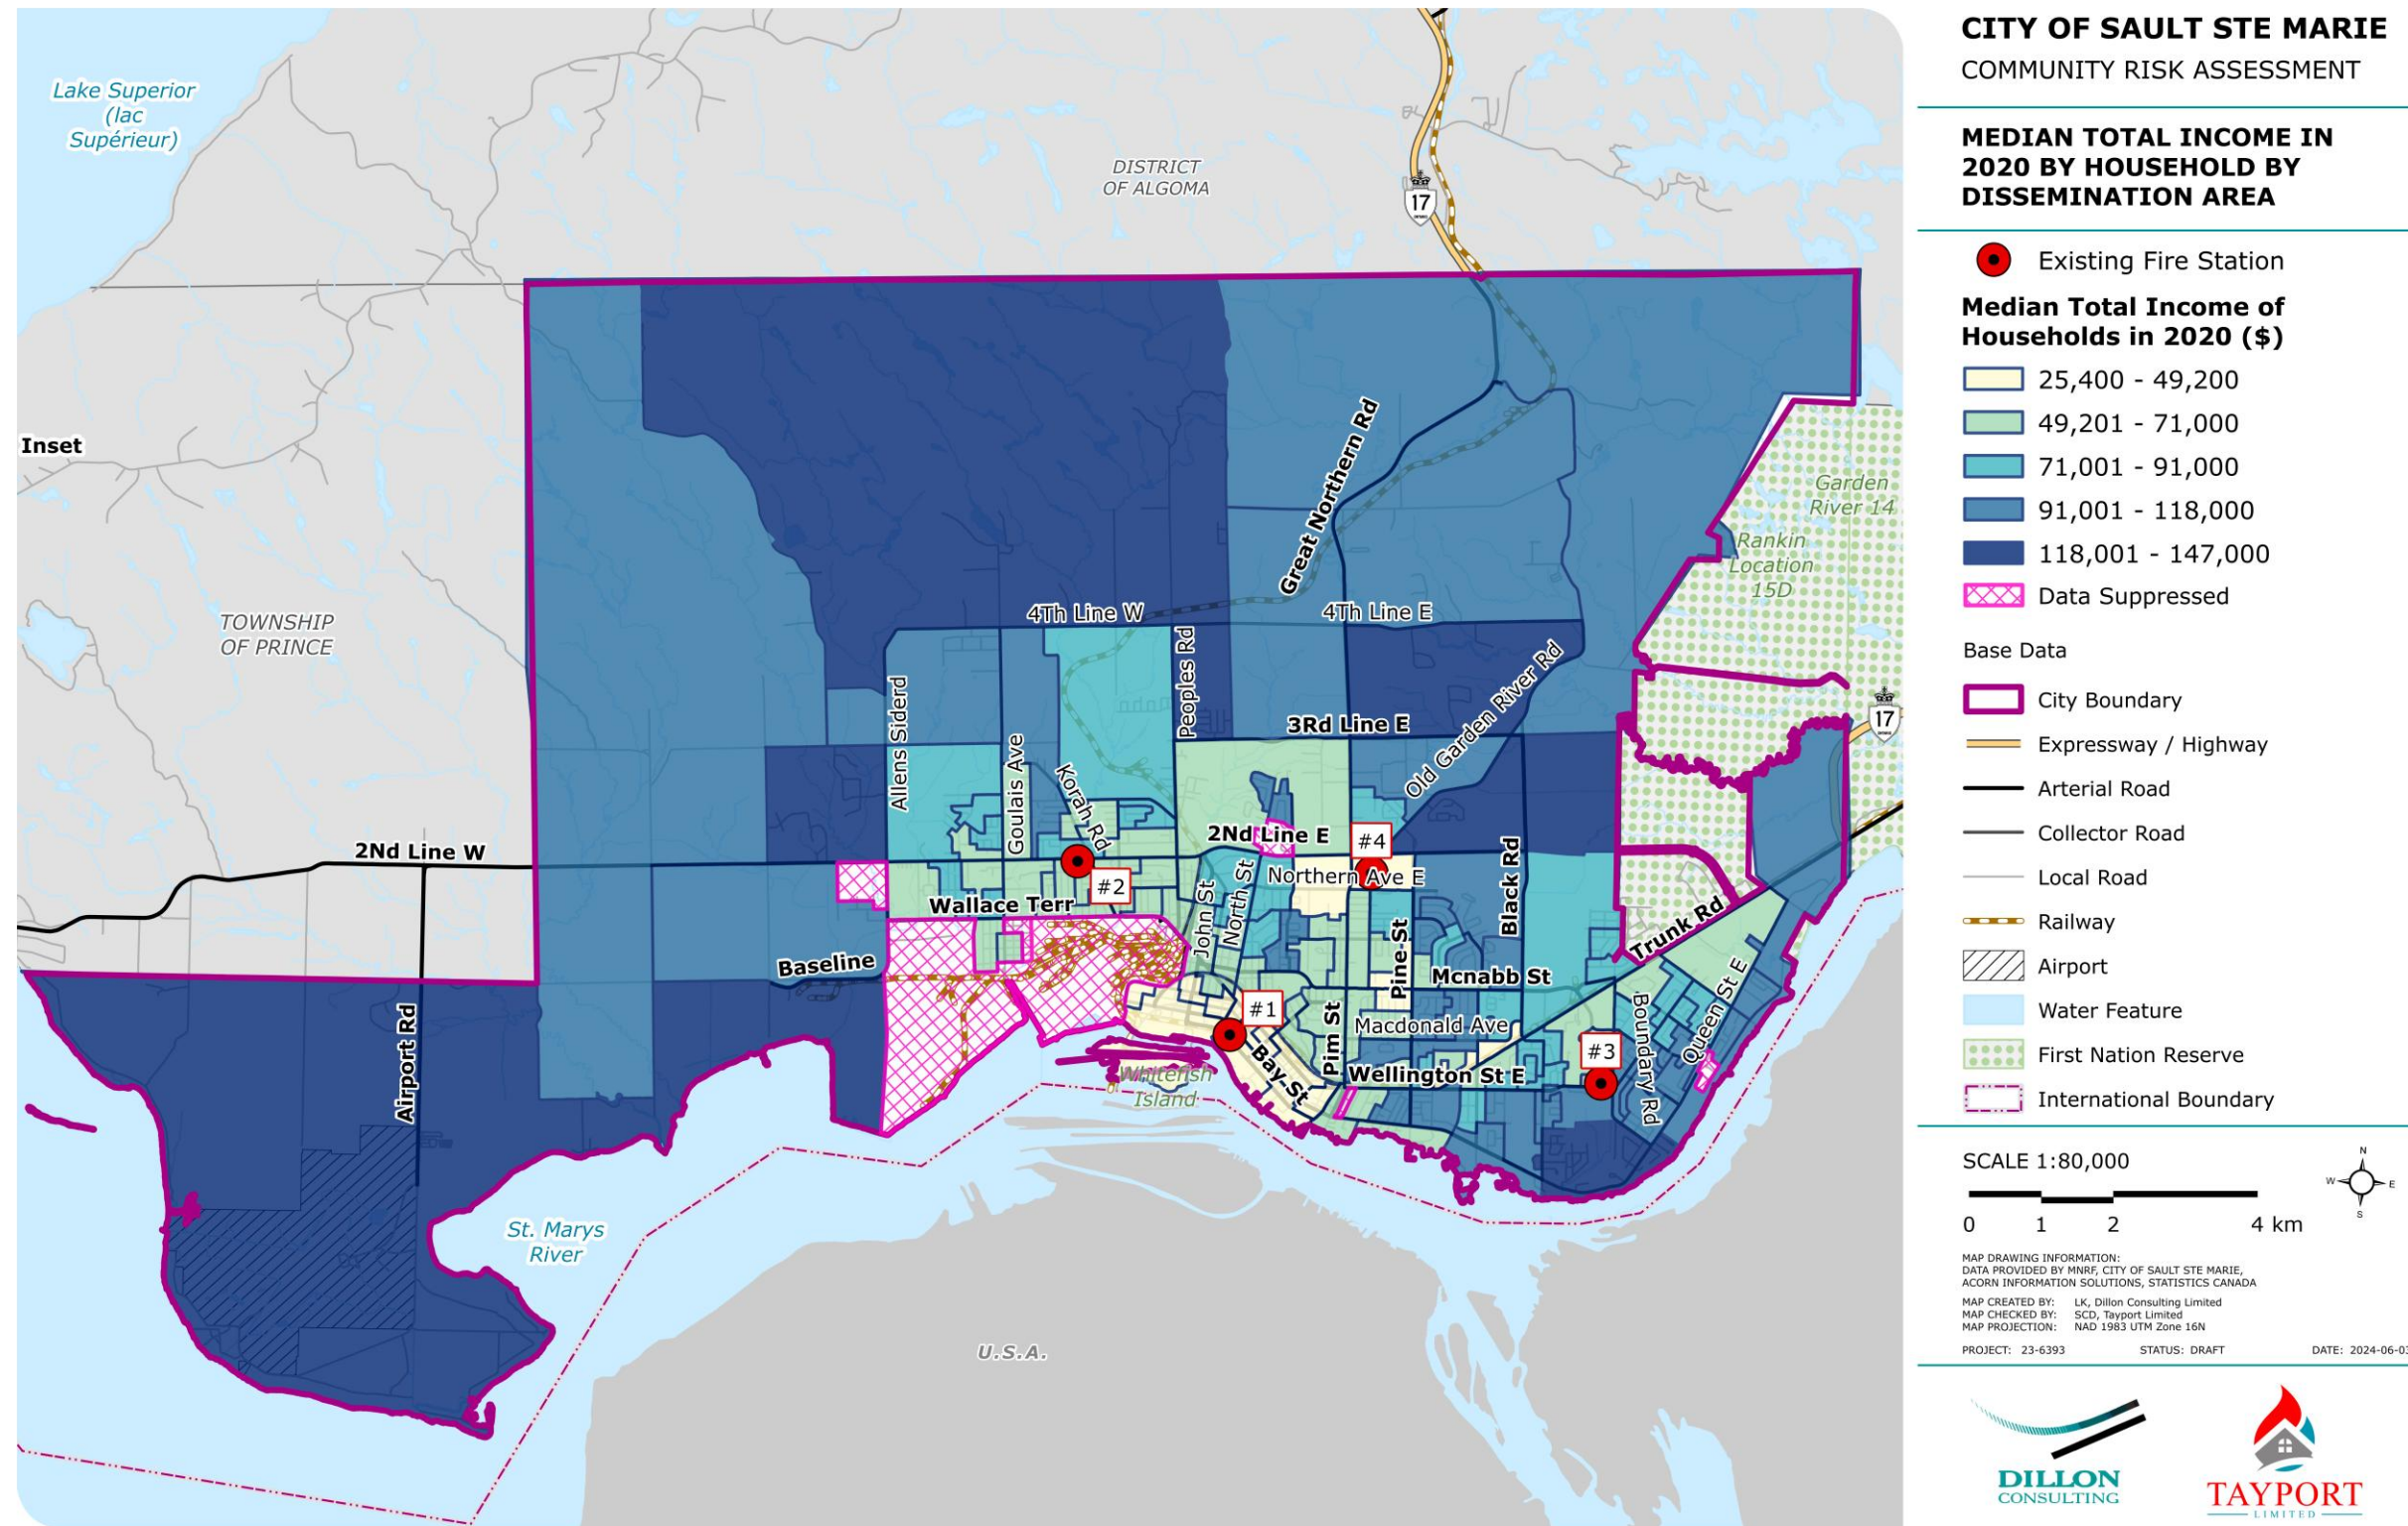 CITY OF SAULT STE MARIE
COMMUNITY RISK ASSESSMENT
MEDIAN TOTAL INCOME IN
2020 BY HOUSEHOLD BY
DISSEMINATION AREA
Existing Fire Station
Median Total Income of
Households in 2020 ($)
25,400 - 49,200
49,201 - 71,000
71,001 - 91,000
91,001 - 118,000
118,001 - 147,000
Data Suppressed
Base Data
City Boundary
Expressway / Highway
Arterial Road
Collector Road
Local Road
Railway
Airport
Water Feature
First Nation Reserve
International Boundary
SCALE 1:80,000
0 1 2 4 km
N
W E
S
MAP DRAWING INFORMATION:
DATA PROVIDED BY MNRF, CITY OF SAULT STE MARIE,
ACORN INFORMATION SOLUTIONS, STATISTICS CANADA
MAP CREATED BY: LK, Dillon Consulting Limited
MAP CHECKED BY: SCD, Tayport Limited
MAP PROJECTION: NAD 1983 UTM Zone 16N
PROJECT: 23-6393 STATUS: DRAFT DATE: 2024-06-03
DILLON
CONSULTING
TAYPORT
LIMITED
Lake Superior
(lac
Supérieur)
DISTRICT
OF ALGOMA
17
Inset
Great Northern Rd
Garden
River 14
Rankin
Location
15D
TOWNSHIP
OF PRINCE
4Th Line W
4Th Line E
Peoples Rd
Old Garden River Rd
Allens Siderd
3Rd Line E
17
Goulais Ave
Korah Rd
2Nd Line W
2Nd Line E
#4
#2
Northern Ave E
Black Rd
Wallace Terr
John St
North St
Pine St
Trunk Rd
Baseline
Mcnabb St
Queen St E
#1
Airport Rd
Pim St
Macdonald Ave
Boundary Rd
#3
Bay St
Whitefish
Island
Wellington St E
St. Marys
River
U.S.A.